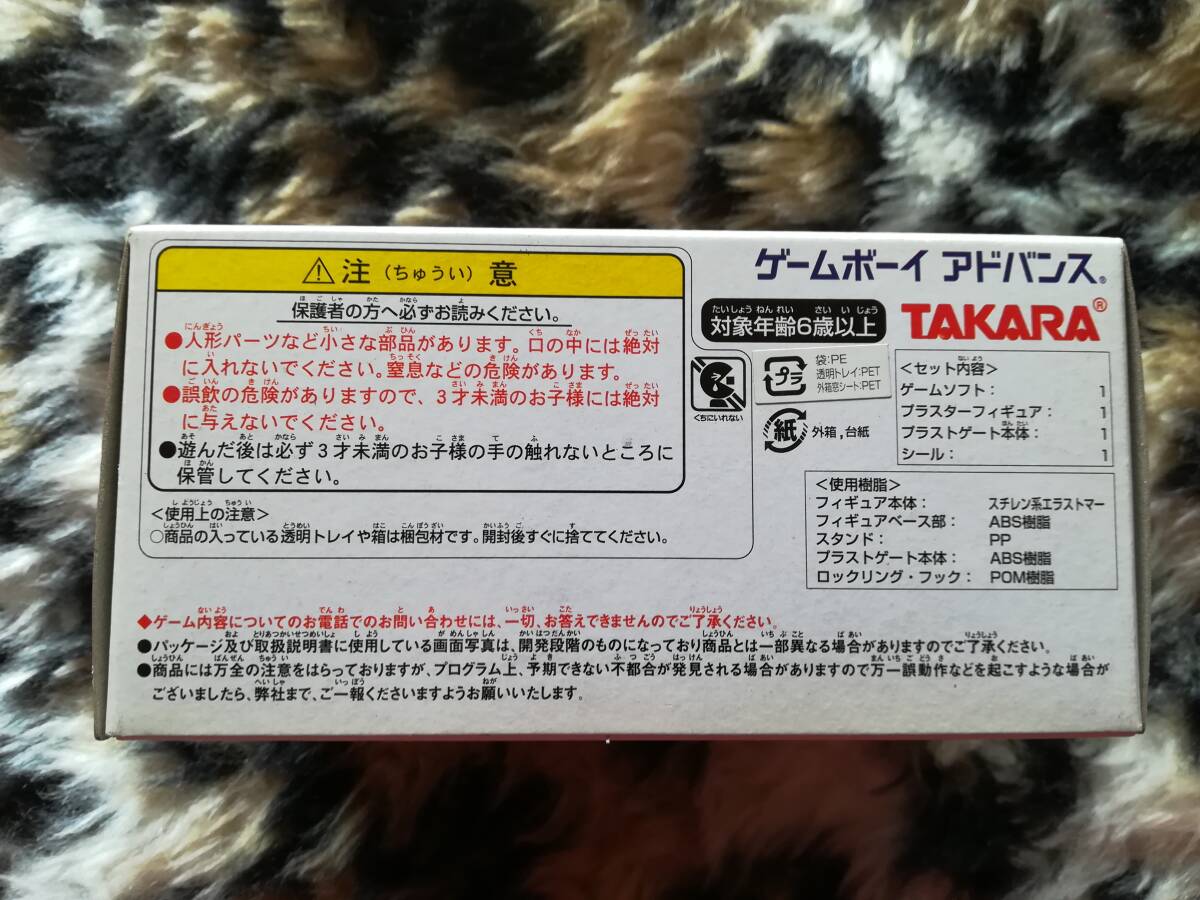 ⚠注（ちゅうい）意
保護者の方へ必ずお読みください。
●人形パーツなど小さな部品があります。口の中には絶対
に入れないでください。窒息などの危険があります。
●誤飲の危険がありますので、3才未満のお子様には絶対
に与えないでください。
●遊んだ後は必ず3才未満のお子様の手の触れないところに
保管してください。
＜使用上の注意＞
○商品の入っている透明トレイや箱は梱包材です。開封後すぐに捨ててください。
ゲームボーイ アドバンス®
対象年齢6歳以上
TAKARA®
くちにいれない
プラ
袋:PE
透明トレイ:PET
外箱窓シート:PET
紙
外箱，台紙
＜セット内容＞
ゲームソフト： 1
プラスターフィギュア： 1
プラストゲート本体： 1
シール： 1
＜使用樹脂＞
フィギュア本体： スチレン系エラストマー
フィギュアベース部： ABS樹脂
スタンド： PP
プラストゲート本体： ABS樹脂
ロックリング・フック： POM樹脂
◆ゲーム内容についてのお電話でのお問い合わせには、一切、お答えできませんのでご了承ください。
●パッケージ及び取扱説明書に使用している画面写真は、開発段階のものになっており商品とは一部異なる場合がありますのでご了承ください。
●商品には万全の注意をはらっておりますが、プログラム上、予期できない不都合が発見される場合がありますので万一誤動作などを起こすような場合が
ございましたら、弊社まで、ご一報くださいますようお願いいたします。